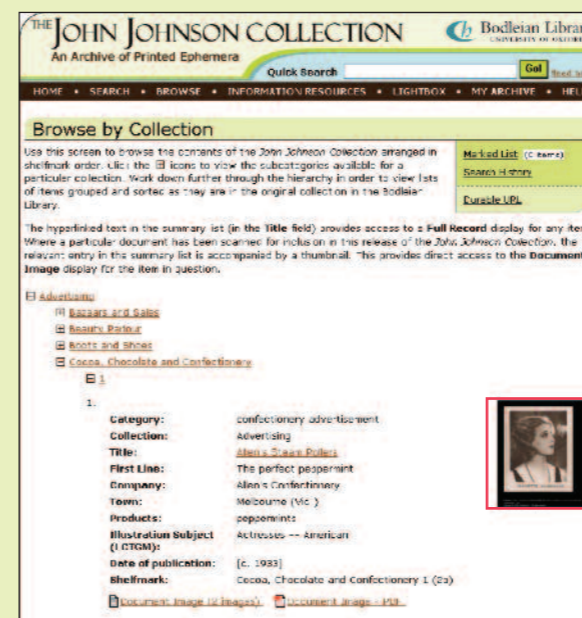 THE JOHN JOHNSON COLLECTION
An Archive of Printed Ephemera
Bodleian Librar
UNIVERSITY OF OXFOR
Quick Search
Go!
HOME • SEARCH • BROWSE • INFORMATION RESOURCES • LIGHTBOX • MY ARCHIVE • HEL
Browse by Collection
Use this screen to browse the contents of the John Johnson Collection arranged in
shelfmark order. Click the icons to view the subcategories available for a
particular collection. Work down further through the hierarchy in order to view lists
of items grouped and sorted as they are in the original collection in the Bodleian
Library.
Marked List (0 items)
Search History
Durable URL
The hyperlinked text in the summary list (in the Title field) provides access to a Full Record display for any iter
Where a particular document has been scanned for inclusion in this release of the John Johnson Collection, the
relevant entry in the summary list is accompanied by a thumbnail. This provides direct access to the Document
Image display for the item in question.
Advertising
Bazaars and Sales
Beauty Parlour
Boots and Shoes
Cocoa, Chocolate and Confectionery
1
1.
Category: confectionery advertisement
Collection: Advertising
Title: Allen's Steam Rollers
First Line: The perfect peppermint
Company: Allen's Confectionery
Town: Melbourne (Vic.)
Products: peppermints
Illustration Subject (LCTGM): Actresses -- American
Date of publication: [c. 1933]
Shelfmark: Cocoa, Chocolate and Confectionery 1 (2a)
Document Image (2 images) Document Image - PDF